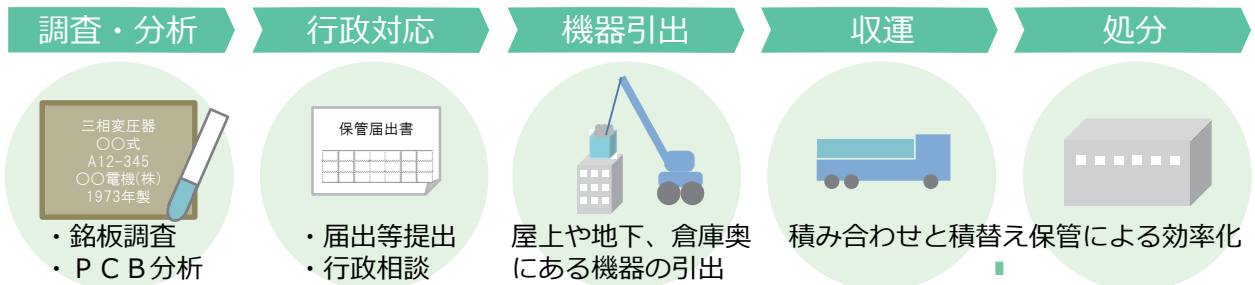 調査・分析
行政対応
機器引出
収運
処分
三相変圧器
〇〇式
A12-345
〇〇電機(株)
1973年製
保管届出書
・銘板調査
・ＰＣＢ分析
・届出等提出
・行政相談
屋上や地下、倉庫奥
にある機器の引出
積み合わせと積替え保管による効率化